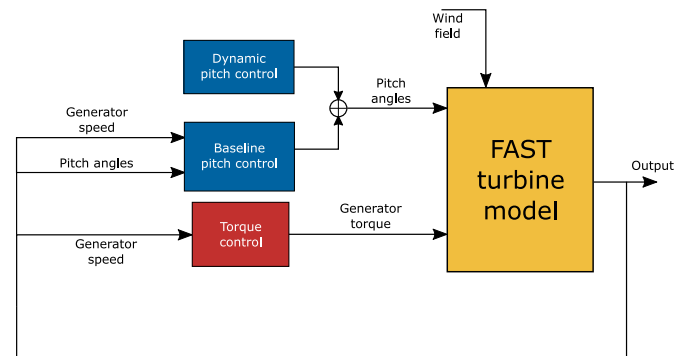 Wind
field
Dynamic
pitch control
Pitch
angles
Generator
speed
Baseline
pitch control
Pitch angles
FAST
turbine
model
Output
Torque
control
Generator
torque
Generator
speed